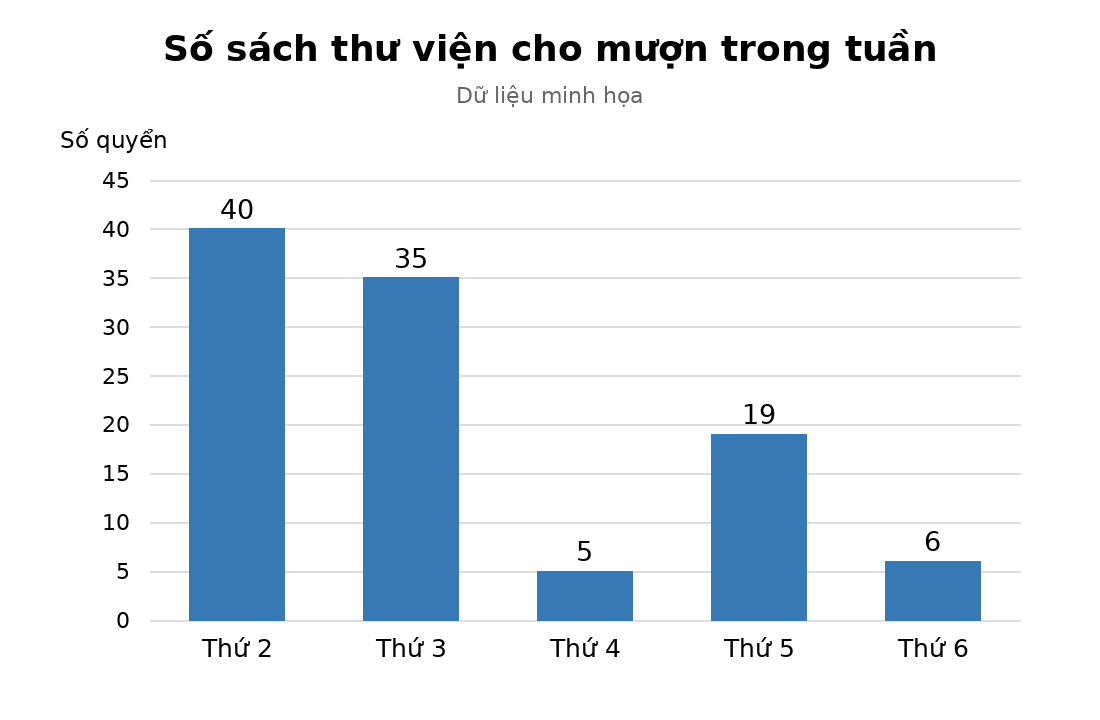 Số sách thư viện cho mượn trong tuần
Dữ liệu minh họa
Số quyển
45
40
35
30
25
20
15
10
5
0
40
35
5
19
6
Thứ 2
Thứ 3
Thứ 4
Thứ 5
Thứ 6